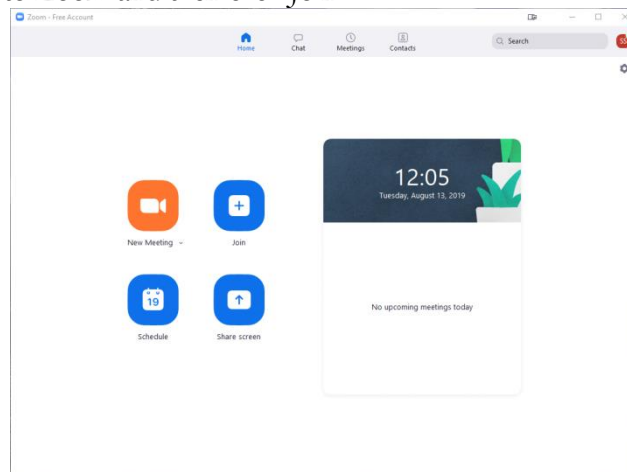 Zoom - Free Account
Home
Chat
Meetings
Contacts
Search
SS
12:05
Tuesday, August 13, 2019
New Meeting
Join
19
Schedule
Share screen
No upcoming meetings today